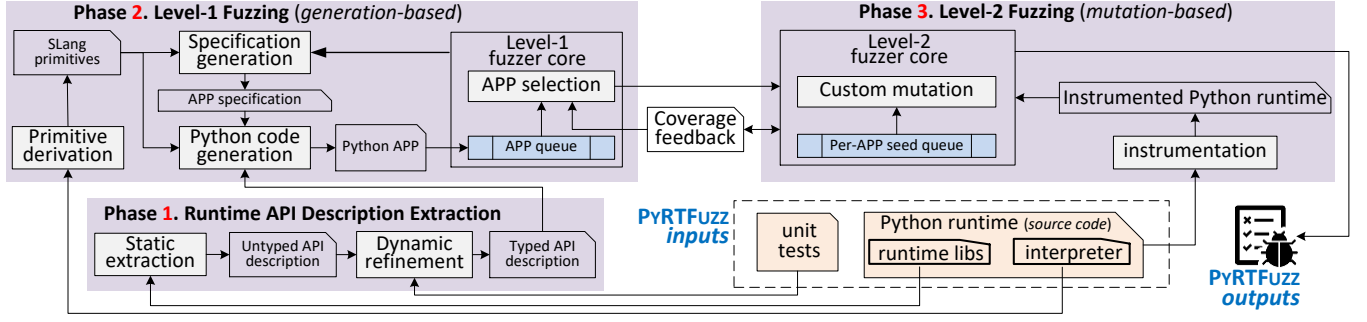 Phase 2. Level-1 Fuzzing (generation-based)
SLang
primitives
Specification
generation
APP specification
Primitive
derivation
Python code
generation
Python APP
Level-1
fuzzer core
APP selection
APP queue
Coverage
feedback
Phase 3. Level-2 Fuzzing (mutation-based)
Level-2
fuzzer core
Custom mutation
Per-APP seed queue
Instrumented Python runtime
instrumentation
Phase 1. Runtime API Description Extraction
Static
extraction
Untyped API
description
Dynamic
refinement
Typed API
description
PYRTFUZZ
inputs
unit
tests
Python runtime (source code)
runtime libs
interpreter
PYRTFUZZ
outputs